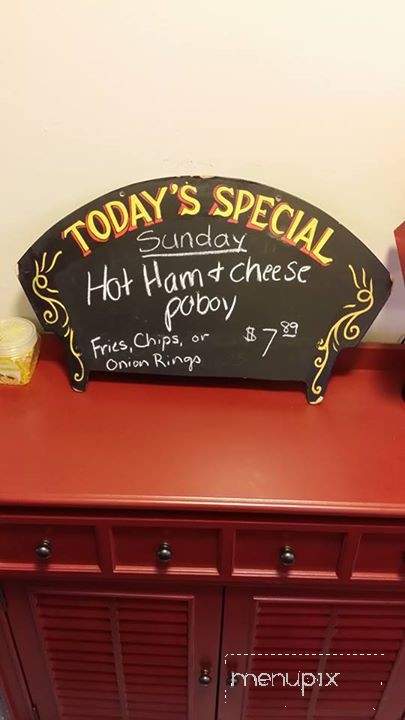 TODAY'S SPECIAL
Sunday
Hot Ham & cheese
poboy
Fries, Chips, or
Onion Rings
$7.89
menupix